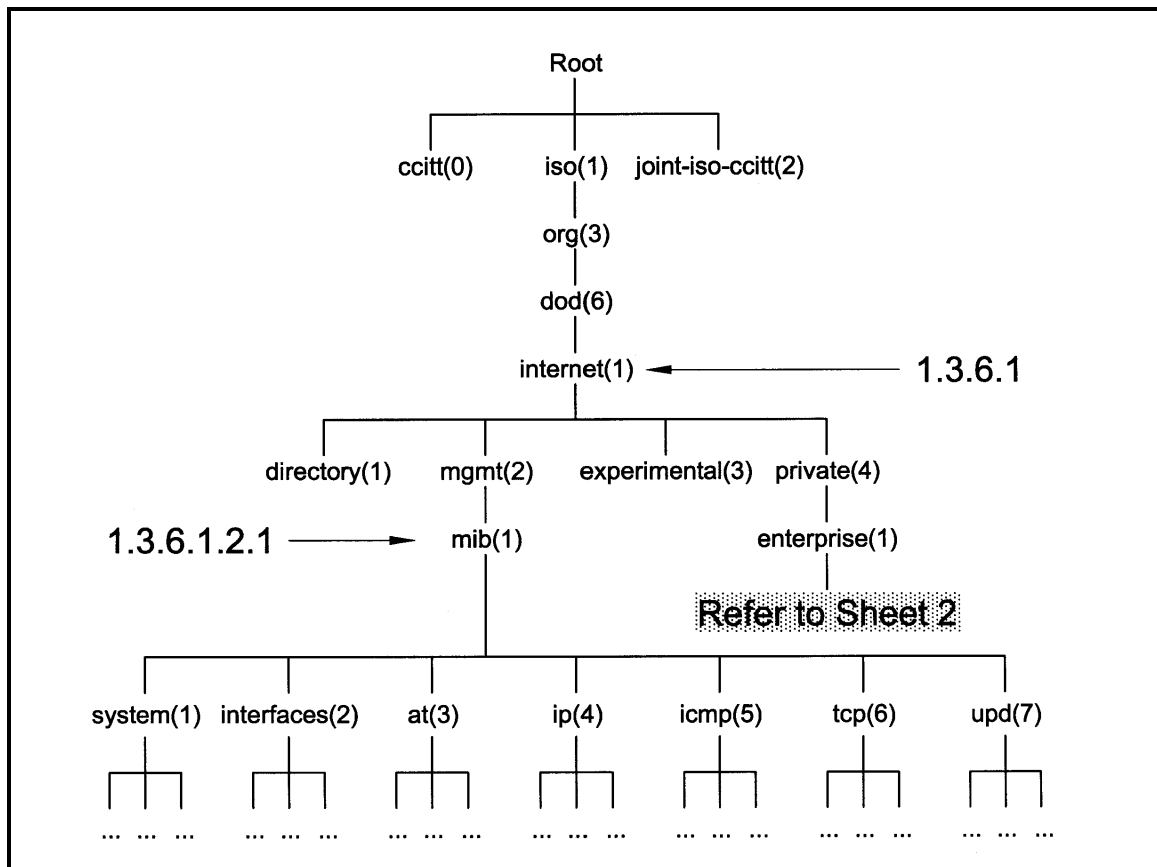 Root
ccitt(0) iso(1) joint-iso-ccitt(2)
org(3)
dod(6)
internet(1) 1.3.6.1
directory(1) mgmt(2) experimental(3) private(4)
1.3.6.1.2.1 mib(1) enterprise(1)
Refer to Sheet 2
system(1) interfaces(2) at(3) ip(4) icmp(5) tcp(6) upd(7)
... ... ... ... ... ... ... ... ... ... ... ... ... ... ... ... ... ... ... ... ...